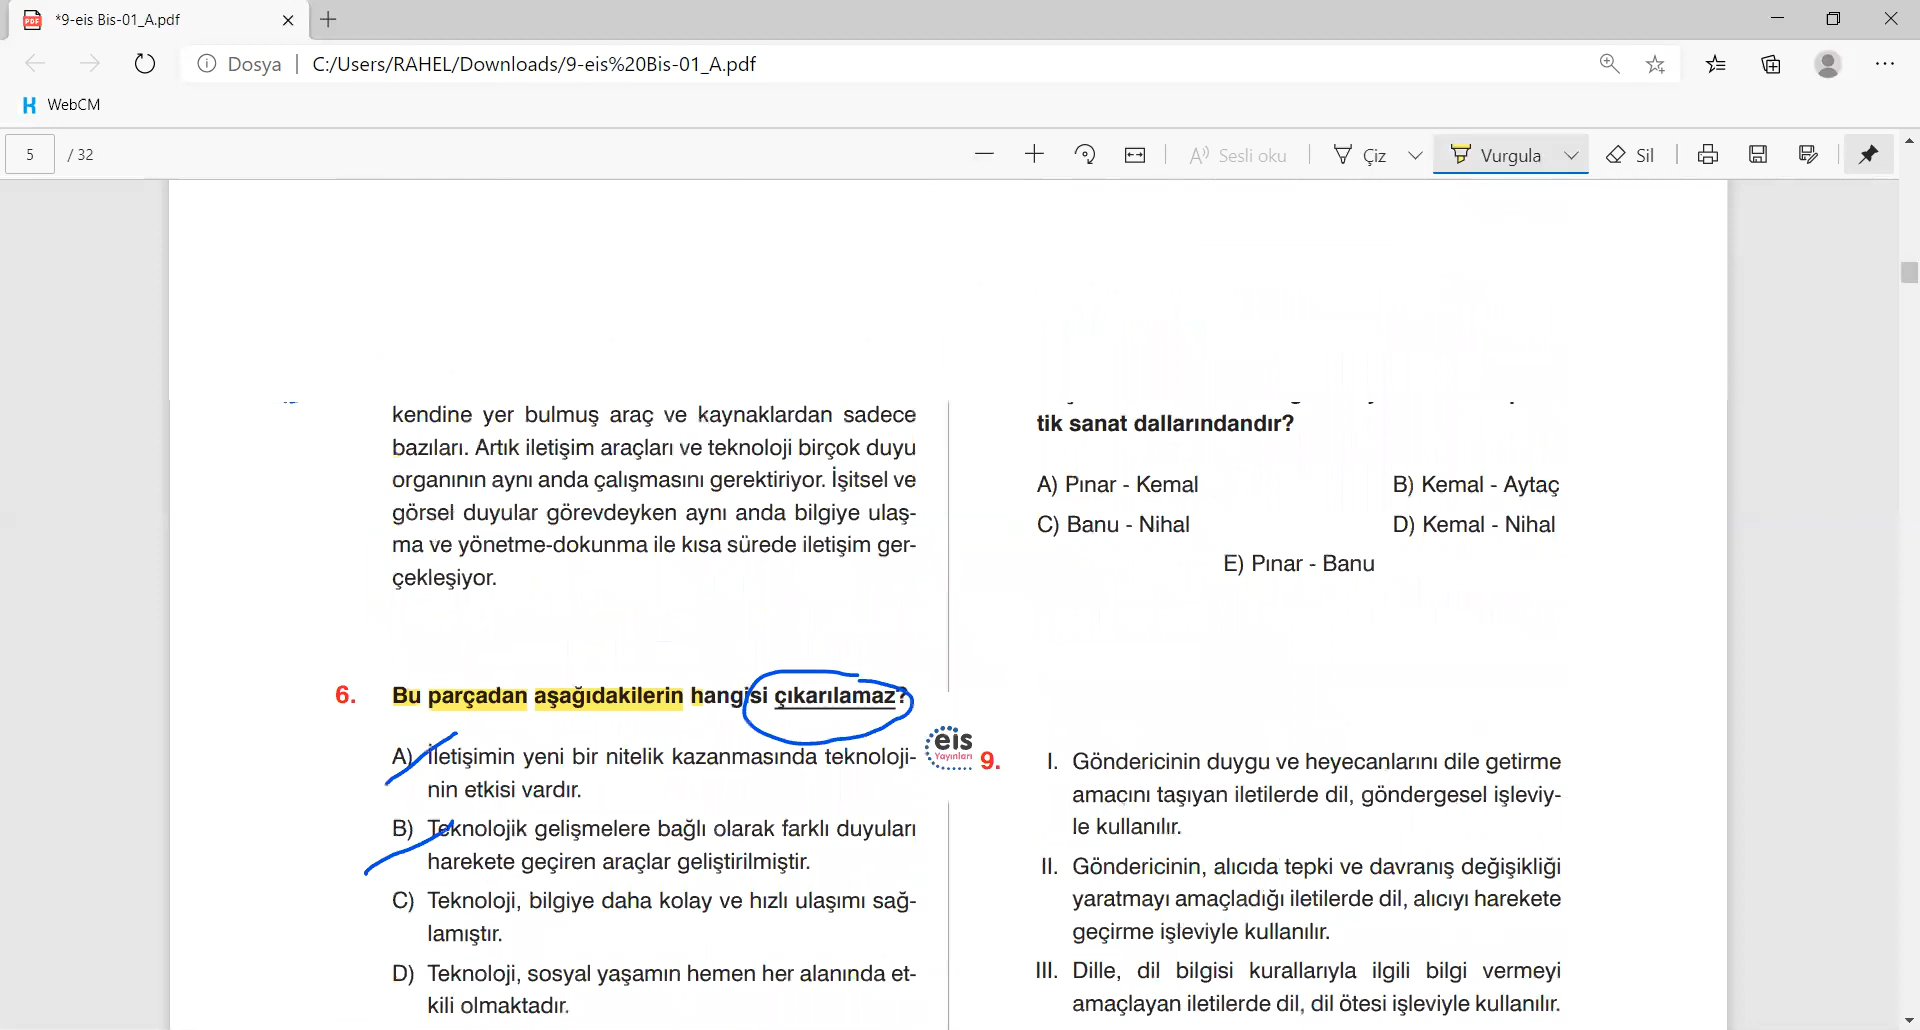 *9-eis Bis-01_A.pdf
Dosya | C:/Users/RAHEL/Downloads/9-eis%20Bis-01_A.pdf
WebCM
5 / 32
Sesli oku
Çiz
Vurgula
Sil
kendine yer bulmuş araç ve kaynaklardan sadece
bazıları. Artık iletişim araçları ve teknoloji birçok duyu
organının aynı anda çalışmasını gerektiriyor. İşitsel ve
görsel duyular görevdeyken aynı anda bilgiye ulaş-
ma ve yönetme-dokunma ile kısa sürede iletişim ger-
çekleşiyor.
6. Bu parçadan aşağıdakilerin hangisi çıkarılamaz?
A) İletişimin yeni bir nitelik kazanmasında teknoloji-
nin etkisi vardır.
B) Teknolojik gelişmelere bağlı olarak farklı duyuları
harekete geçiren araçlar geliştirilmiştir.
C) Teknoloji, bilgiye daha kolay ve hızlı ulaşımı sağ-
lamıştır.
D) Teknoloji, sosyal yaşamın hemen her alanında et-
kili olmaktadır.
eis
Yayınları
tik sanat dallarındandır?
A) Pınar - Kemal
B) Kemal - Aytaç
C) Banu - Nihal
D) Kemal - Nihal
E) Pınar - Banu
9. I. Göndericinin duygu ve heyecanlarını dile getirme
amacını taşıyan iletilerde dil, göndergesel işleviy-
le kullanılır.
II. Göndericinin, alıcıda tepki ve davranış değişikliği
yaratmayı amaçladığı iletilerde dil, alıcıyı harekete
geçirme işleviyle kullanılır.
III. Dille, dil bilgisi kurallarıyla ilgili bilgi vermeyi
amaçlayan iletilerde dil, dil ötesi işleviyle kullanılır.